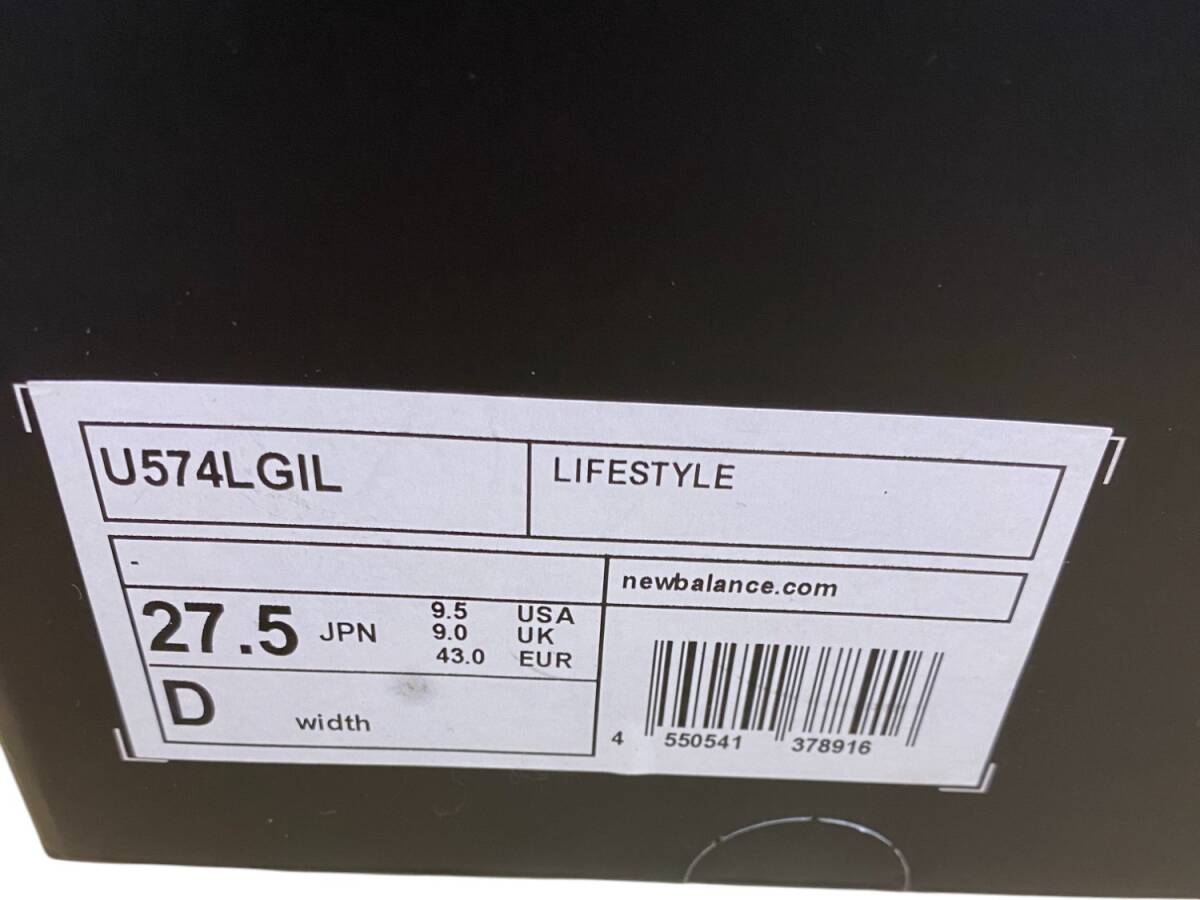 U574LGIL
LIFESTYLE
-
newbalance.com
27.5 JPN
9.5 USA
9.0 UK
43.0 EUR
D width
4 550541 378916